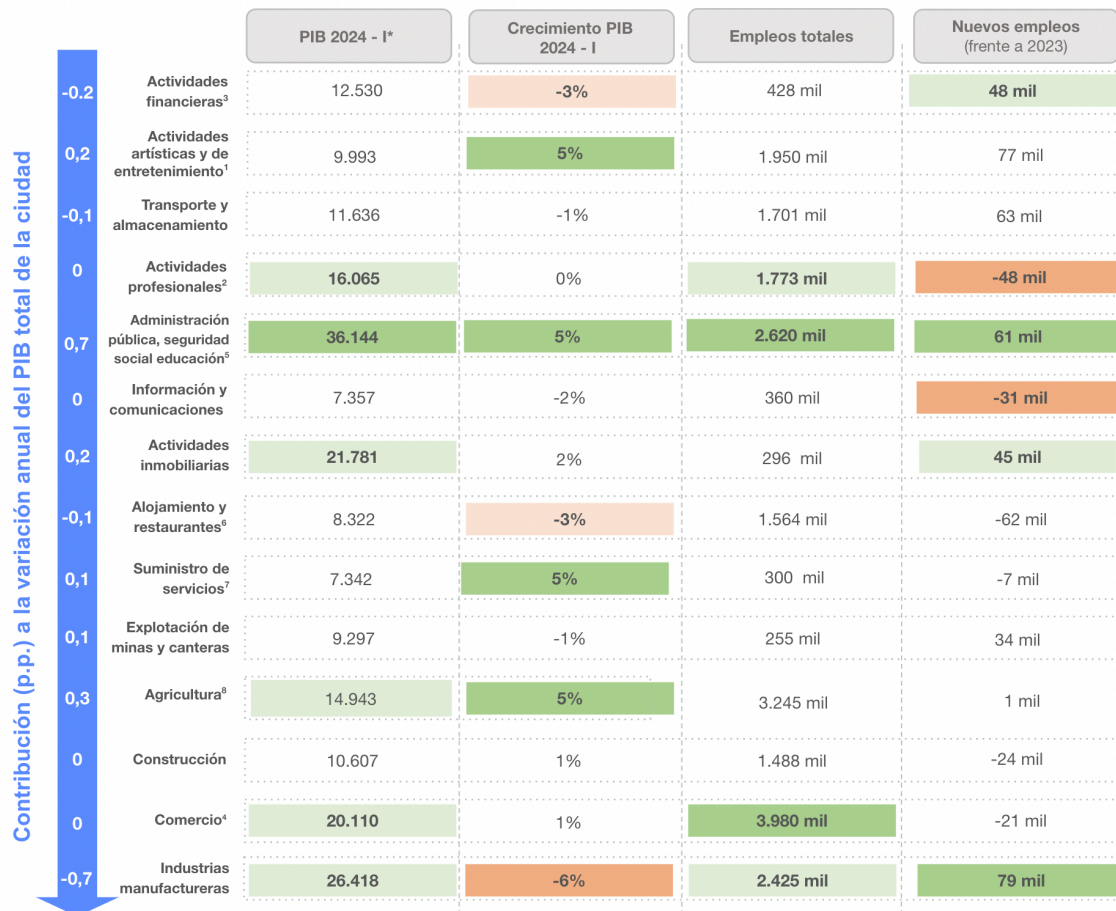 PIB 2024 - I*
Crecimiento PIB
2024 - I
Empleos totales
Nuevos empleos
(frente a 2023)
Contribución (p.p.) a la variación anual del PIB total de la ciudad
-0.2
Actividades
financieras³
12.530
-3%
428 mil
48 mil
0,2
Actividades
artísticas y de
entretenimiento¹
9.993
5%
1.950 mil
77 mil
-0,1
Transporte y
almacenamiento
11.636
-1%
1.701 mil
63 mil
0
Actividades
profesionales²
16.065
0%
1.773 mil
-48 mil
0,7
Administración
pública, seguridad
social educación⁵
36.144
5%
2.620 mil
61 mil
0
Información y
comunicaciones
7.357
-2%
360 mil
-31 mil
0,2
Actividades
inmobiliarias
21.781
2%
296 mil
45 mil
-0,1
Alojamiento y
restaurantes⁶
8.322
-3%
1.564 mil
-62 mil
0,1
Suministro de
servicios⁷
7.342
5%
300 mil
-7 mil
0,1
Explotación de
minas y canteras
9.297
-1%
255 mil
34 mil
0,3
Agricultura⁸
14.943
5%
3.245 mil
1 mil
0
Construcción
10.607
1%
1.488 mil
-24 mil
0
Comercio⁴
20.110
1%
3.980 mil
-21 mil
-0,7
Industrias
manufactureras
26.418
-6%
2.425 mil
79 mil